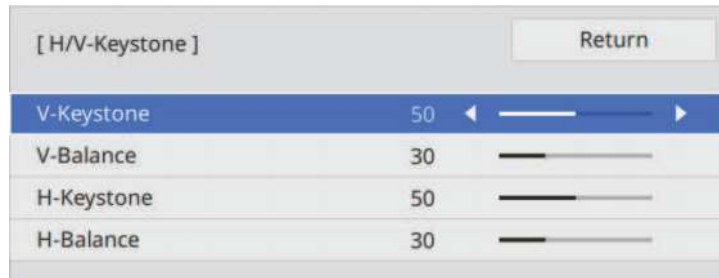 [ H/V-Keystone ] Return
V-Keystone 50
V-Balance 30
H-Keystone 50
H-Balance 30